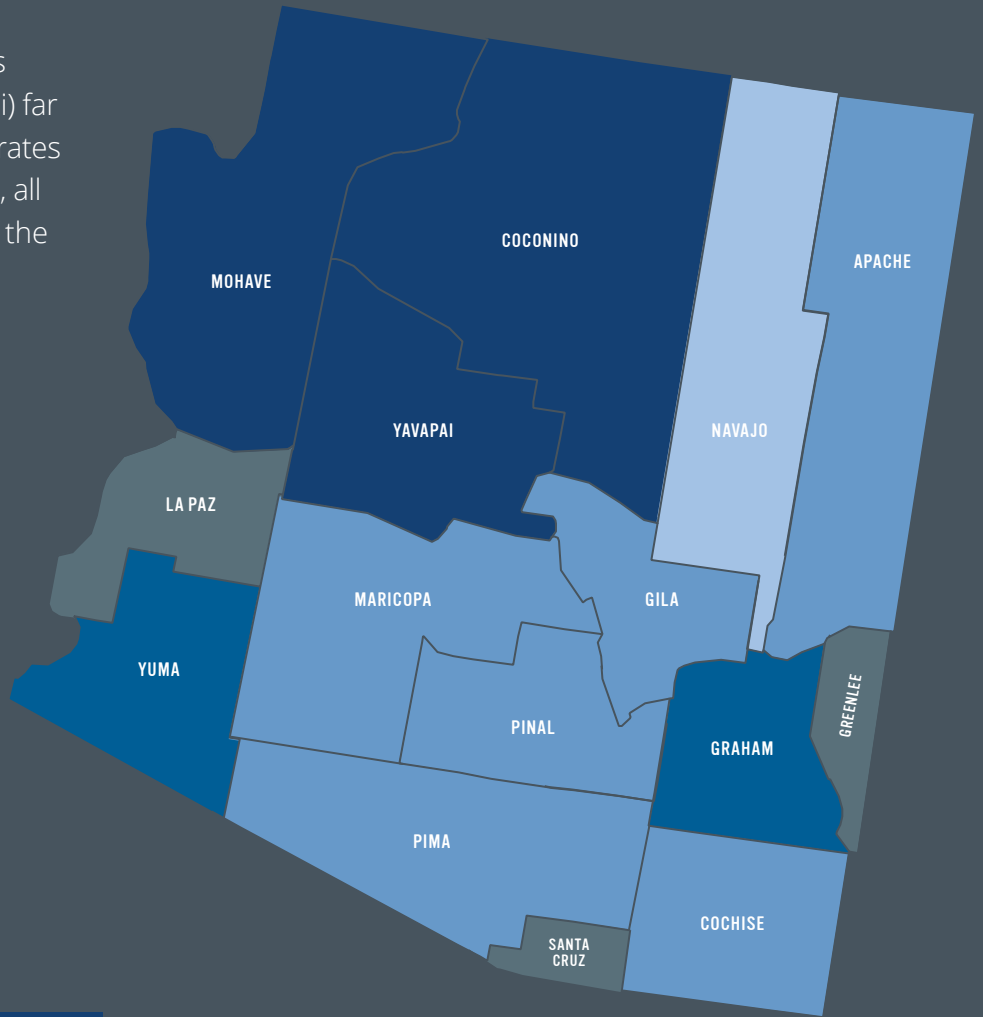 s
i) far
rates
, all
the
COCONINO
APACHE
MOHAVE
YAVAPAI
NAVAJO
LA PAZ
MARICOPA
GILA
YUMA
GREENLEE
PINAL
GRAHAM
PIMA
COCHISE
SANTA
CRUZ